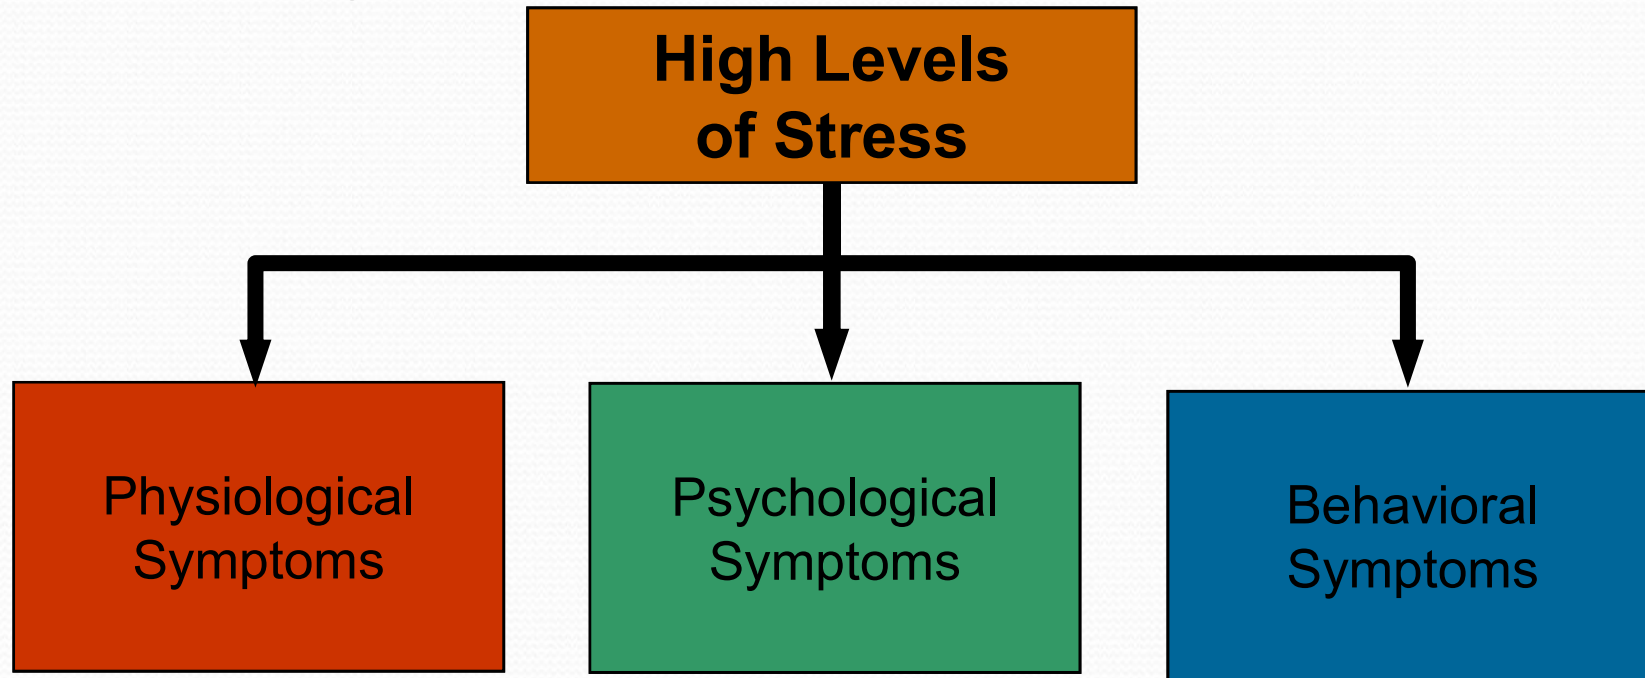 High Levels
of Stress
Physiological
Symptoms
Psychological
Symptoms
Behavioral
Symptoms